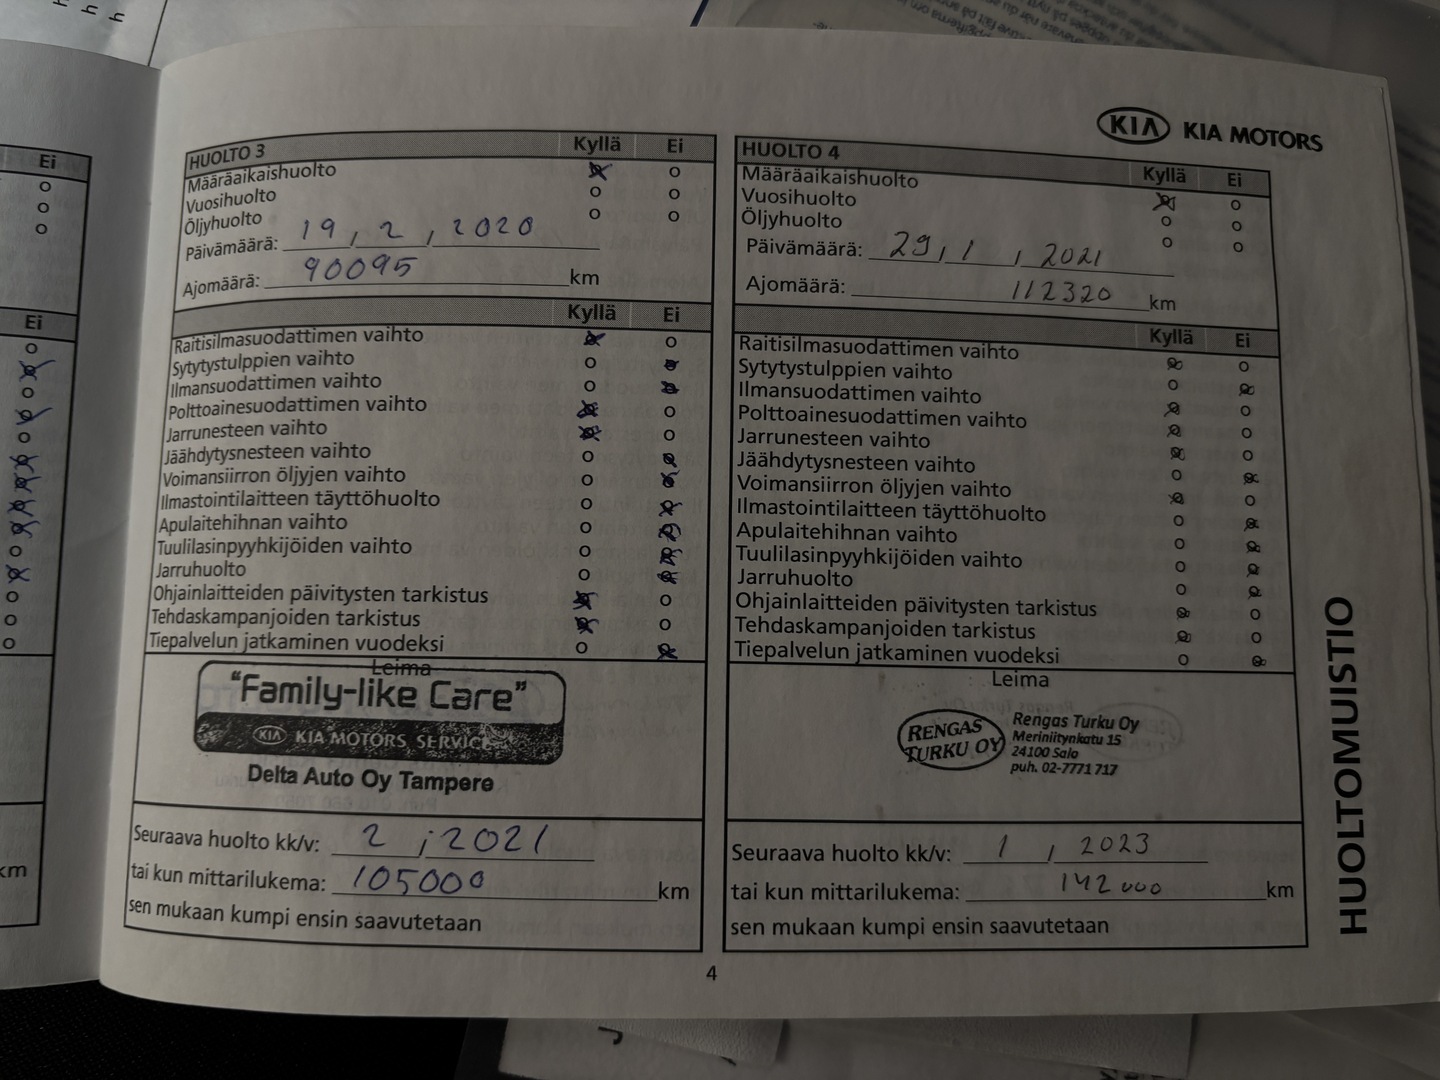 KIA KIA MOTORS
HUOLTO 3 Kyllä Ei
Määräaikaishuolto
Vuosihuolto
Öljyhuolto
Päivämäärä: 19, 2, 2020
Ajomäärä: 90095 km
Kyllä Ei
Raitisilmasuodattimen vaihto
Sytytystulppien vaihto
Ilmansuodattimen vaihto
Polttoainesuodattimen vaihto
Jarrunesteen vaihto
Jäähdytysnesteen vaihto
Voimansiirron öljyjen vaihto
Ilmastointilaitteen täyttöhuolto
Apulaitehihnan vaihto
Tuulilasinpyyhkijöiden vaihto
Jarruhuolto
Ohjainlaitteiden päivitysten tarkistus
Tehdaskampanjoiden tarkistus
Tiepalvelun jatkaminen vuodeksi
Leima
"Family-like Care"
KIA KIA MOTORS SERVICE
Delta Auto Oy Tampere
Seuraava huolto kk/v: 2 , 2021
tai kun mittarilukema: 105000 km
sen mukaan kumpi ensin saavutetaan
HUOLTO 4 Kyllä Ei
Määräaikaishuolto
Vuosihuolto
Öljyhuolto
Päivämäärä: 29, 1 , 2021
Ajomäärä: 112320 km
Kyllä Ei
Raitisilmasuodattimen vaihto
Sytytystulppien vaihto
Ilmansuodattimen vaihto
Polttoainesuodattimen vaihto
Jarrunesteen vaihto
Jäähdytysnesteen vaihto
Voimansiirron öljyjen vaihto
Ilmastointilaitteen täyttöhuolto
Apulaitehihnan vaihto
Tuulilasinpyyhkijöiden vaihto
Jarruhuolto
Ohjainlaitteiden päivitysten tarkistus
Tehdaskampanjoiden tarkistus
Tiepalvelun jatkaminen vuodeksi
Leima
RENGAS
TURKU OY
Rengas Turku Oy
Meriniitynkatu 15
24100 Salo
puh. 02-7771 717
Seuraava huolto kk/v: 1 , 2023
tai kun mittarilukema: 142000 km
sen mukaan kumpi ensin saavutetaan
HUOLTOMUISTIO
4
Ei
Ei
km